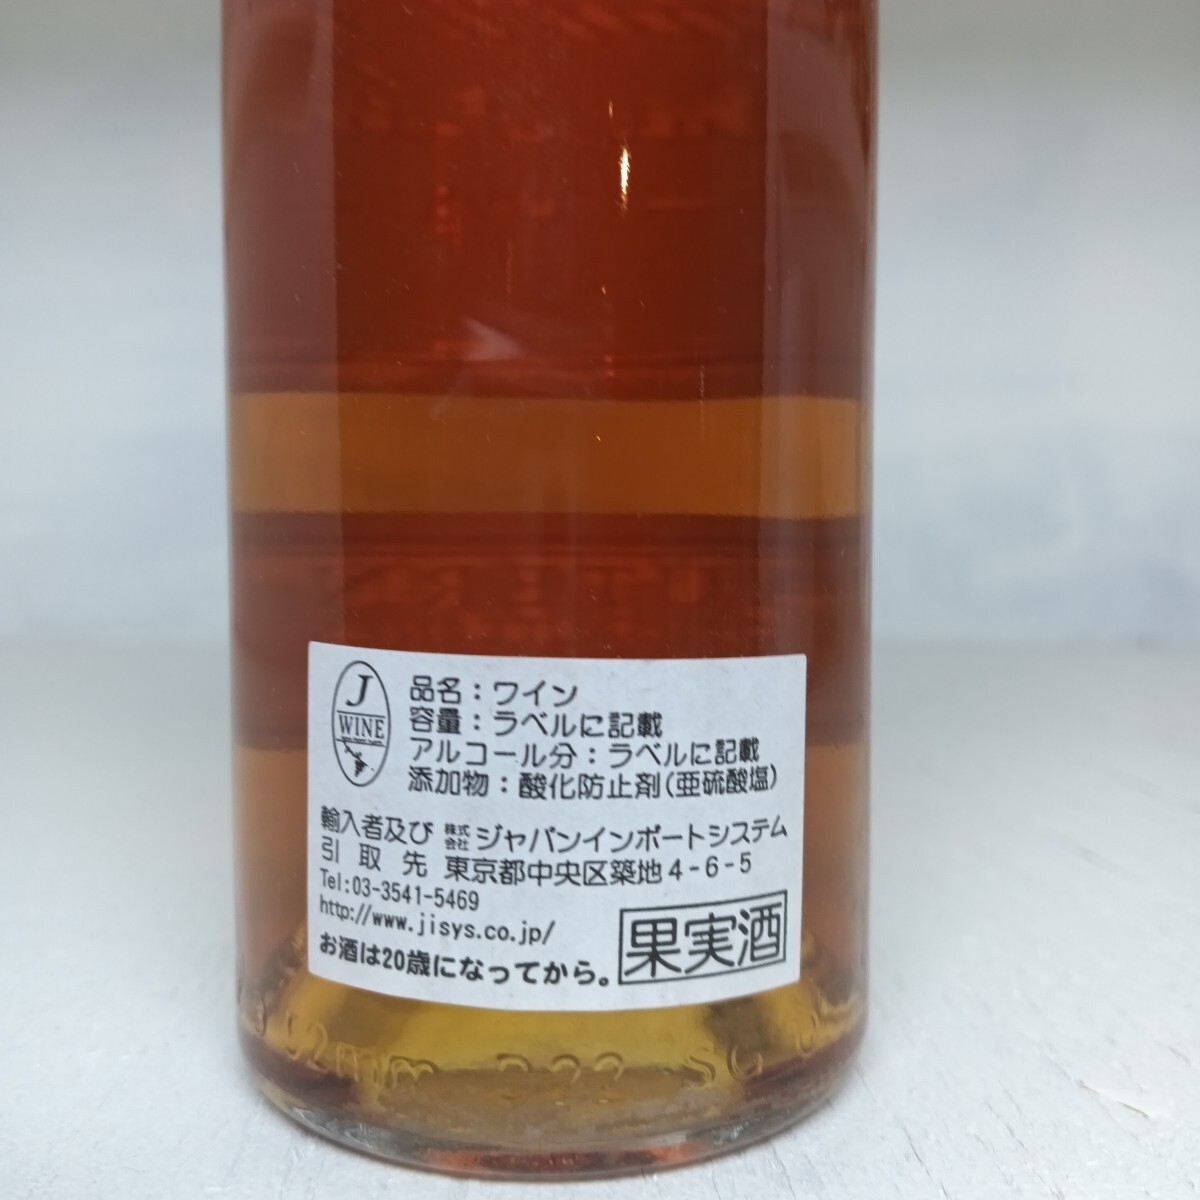 J
WINE
品名：ワイン
容量：ラベルに記載
アルコール分：ラベルに記載
添加物：酸化防止剤(亜硫酸塩)
輸入者及び 株式会社 ジャパンインポートシステム
引取先 東京都中央区築地4-6-5
Tel:03-3541-5469
http://www.jisys.co.jp/
お酒は20歳になってから。
果実酒
mm SG